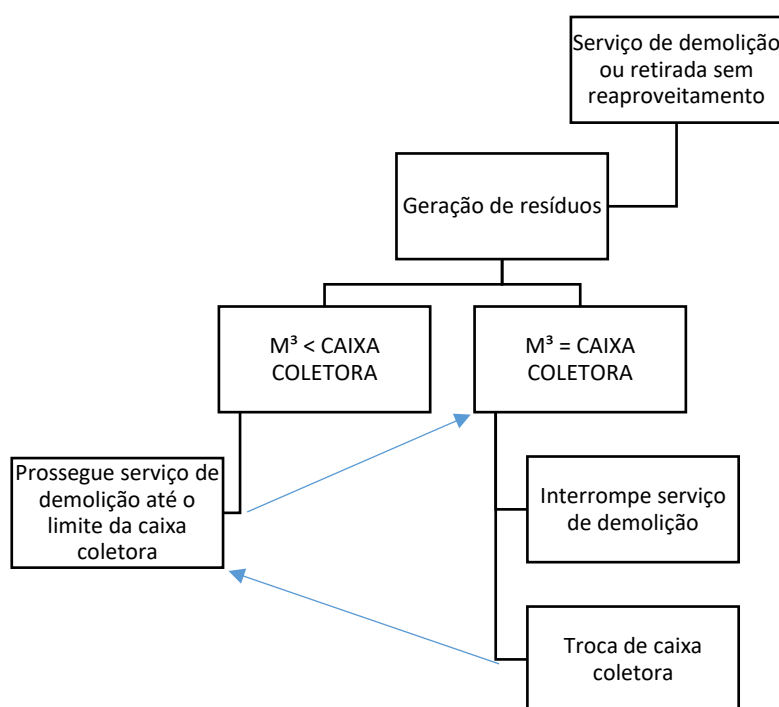 Serviço de demolição
ou retirada sem
reaproveitamento
Geração de resíduos
M³ < CAIXA
COLETORA
M³ = CAIXA
COLETORA
Prossegue serviço de
demolição até o
limite da caixa
coletora
Interrompe serviço
de demolição
Troca de caixa
coletora